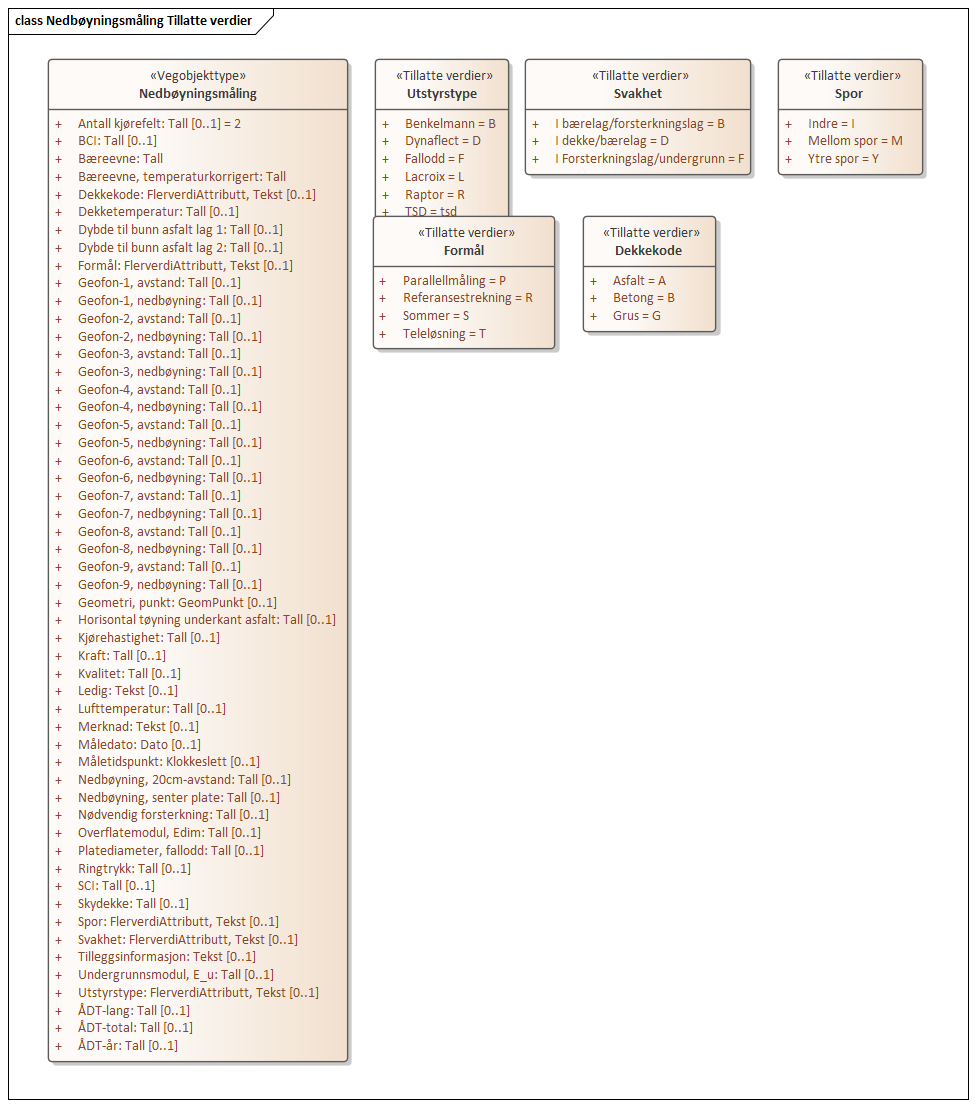 class Nedbøyningsmåling Tillatte verdier
«Vegobjekttype»
Nedbøyningsmåling
+ Antall kjørefelt: Tall [0..1] = 2
+ BCI: Tall [0..1]
+ Bæreevne: Tall
+ Bæreevne, temperaturkorrigert: Tall
+ Dekkekode: FlerverdiAttributt, Tekst [0..1]
+ Dekketemperatur: Tall [0..1]
+ Dybde til bunn asfalt lag 1: Tall [0..1]
+ Dybde til bunn asfalt lag 2: Tall [0..1]
+ Formål: FlerverdiAttributt, Tekst [0..1]
+ Geofon-1, avstand: Tall [0..1]
+ Geofon-1, nedbøyning: Tall [0..1]
+ Geofon-2, avstand: Tall [0..1]
+ Geofon-2, nedbøyning: Tall [0..1]
+ Geofon-3, avstand: Tall [0..1]
+ Geofon-3, nedbøyning: Tall [0..1]
+ Geofon-4, avstand: Tall [0..1]
+ Geofon-4, nedbøyning: Tall [0..1]
+ Geofon-5, avstand: Tall [0..1]
+ Geofon-5, nedbøyning: Tall [0..1]
+ Geofon-6, avstand: Tall [0..1]
+ Geofon-6, nedbøyning: Tall [0..1]
+ Geofon-7, avstand: Tall [0..1]
+ Geofon-7, nedbøyning: Tall [0..1]
+ Geofon-8, avstand: Tall [0..1]
+ Geofon-8, nedbøyning: Tall [0..1]
+ Geofon-9, avstand: Tall [0..1]
+ Geofon-9, nedbøyning: Tall [0..1]
+ Geometri, punkt: GeomPunkt [0..1]
+ Horisontal tøyning underkant asfalt: Tall [0..1]
+ Kjørehastighet: Tall [0..1]
+ Kraft: Tall [0..1]
+ Kvalitet: Tall [0..1]
+ Ledig: Tekst [0..1]
+ Lufttemperatur: Tall [0..1]
+ Merknad: Tekst [0..1]
+ Måledato: Dato [0..1]
+ Måletidspunkt: Klokkeslett [0..1]
+ Nedbøyning, 20cm-avstand: Tall [0..1]
+ Nedbøyning, senter plate: Tall [0..1]
+ Nødvendig forsterkning: Tall [0..1]
+ Overflatemodul, Edim: Tall [0..1]
+ Platediameter, fallodd: Tall [0..1]
+ Ringtrykk: Tall [0..1]
+ SCI: Tall [0..1]
+ Skydekke: Tall [0..1]
+ Spor: FlerverdiAttributt, Tekst [0..1]
+ Svakhet: FlerverdiAttributt, Tekst [0..1]
+ Tilleggsinformasjon: Tekst [0..1]
+ Undergrunnsmodul, E_u: Tall [0..1]
+ Utstyrstype: FlerverdiAttributt, Tekst [0..1]
+ ÅDT-lang: Tall [0..1]
+ ÅDT-total: Tall [0..1]
+ ÅDT-år: Tall [0..1]
«Tillatte verdier»
Utstyrstype
+ Benkelmann = B
+ Dynaflect = D
+ Fallodd = F
+ Lacroix = L
+ Raptor = R
+ TSD = tsd
«Tillatte verdier»
Svakhet
+ I bærelag/forsterkningslag = B
+ I dekke/bærelag = D
+ I Forsterkningslag/undergrunn = F
«Tillatte verdier»
Spor
+ Indre = I
+ Mellom spor = M
+ Ytre spor = Y
«Tillatte verdier»
Formål
+ Parallellmåling = P
+ Referansestrekning = R
+ Sommer = S
+ Teleløsning = T
«Tillatte verdier»
Dekkekode
+ Asfalt = A
+ Betong = B
+ Grus = G